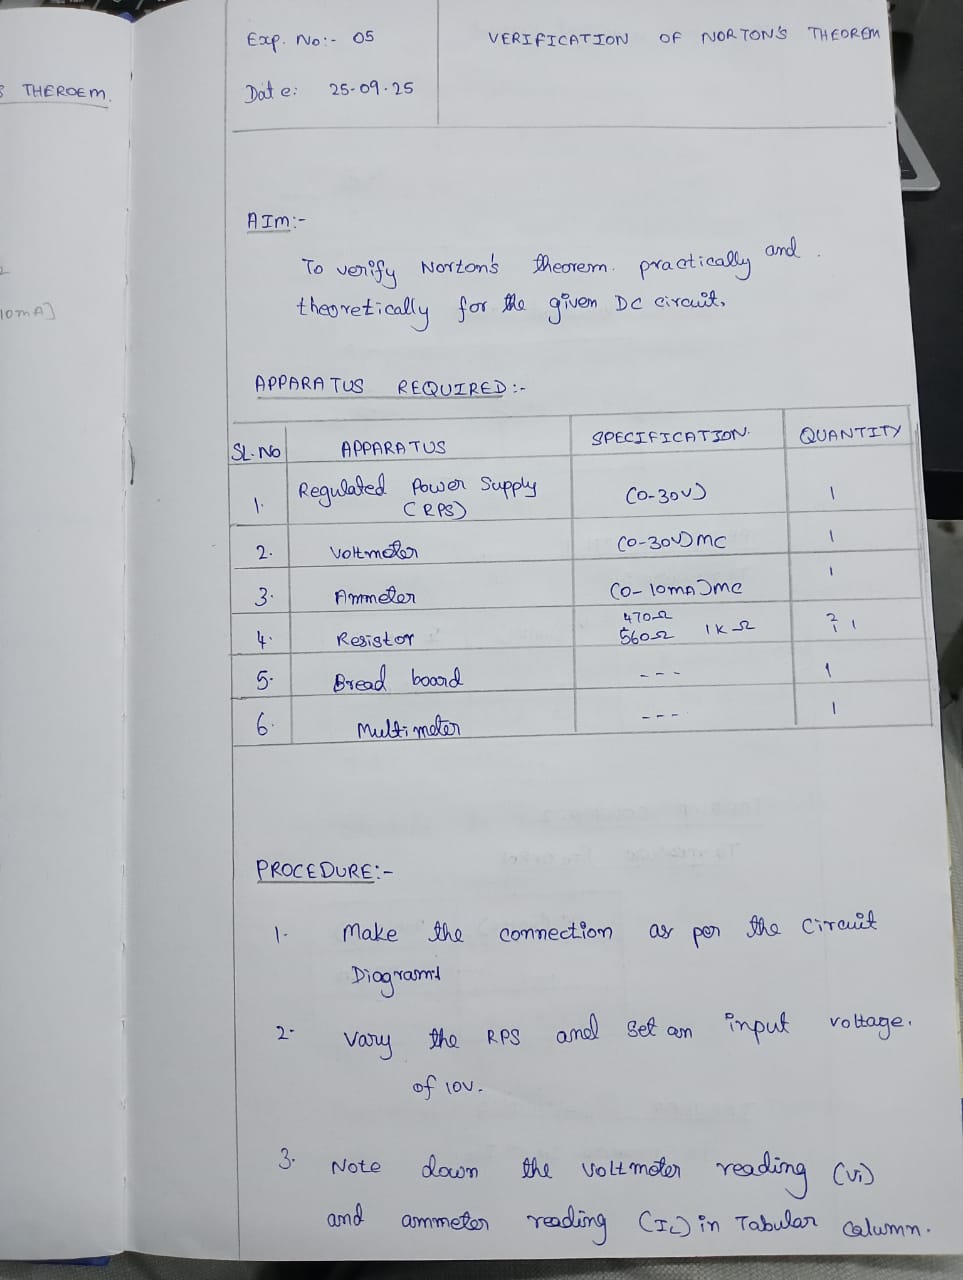 S THEROEM.
10mA]
Exp. No:- 05
VERIFICATION OF NORTON'S THEOREM
Date: 25-09-25
AIm:-
To verify Norton's theorem. practically and.
theoretically for the given DC circuit.
APPARATUS REQUIRED:-
SL.No APPARATUS SPECIFICATION. QUANTITY
1. Regulated Power Supply (RPS) (0-30V) 1
2. Voltmeter (0-30V)MC 1
3. Ammeter (0-10mA)MC 1
4. Resistor 470Ω 560Ω 1KΩ 2 1 1
5. Bread board --- 1
6. Multimeter --- 1
PROCEDURE:-
1. Make the connection as per the circuit
Diagram
2. Vary the RPS and set an input voltage.
of 10V.
3. Note down the voltmeter reading (Vi)
and ammeter reading (IL) in Tabular Column.